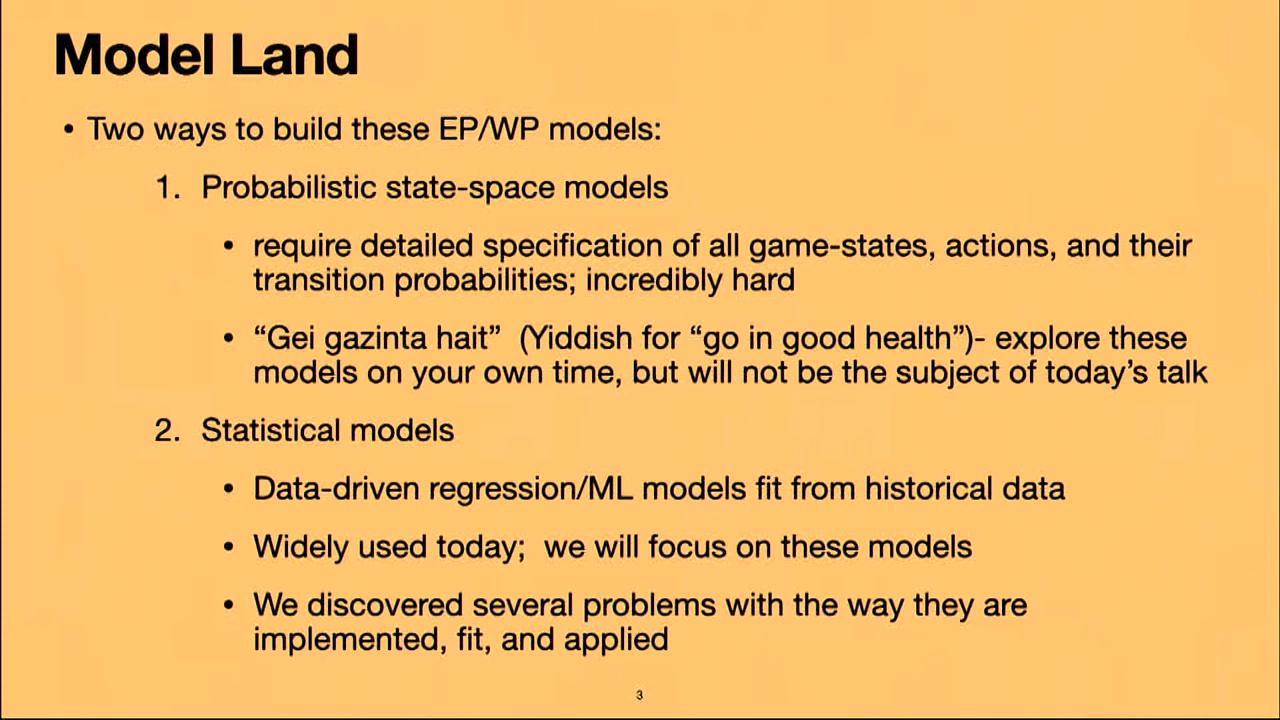 Model Land
• Two ways to build these EP/WP models:
1. Probabilistic state-space models
• require detailed specification of all game-states, actions, and their
transition probabilities; incredibly hard
• “Gei gazinta hait”  (Yiddish for “go in good health”)- explore these
models on your own time, but will not be the subject of today’s talk
2. Statistical models
• Data-driven regression/ML models fit from historical data
• Widely used today;  we will focus on these models
• We discovered several problems with the way they are
implemented, fit, and applied
3